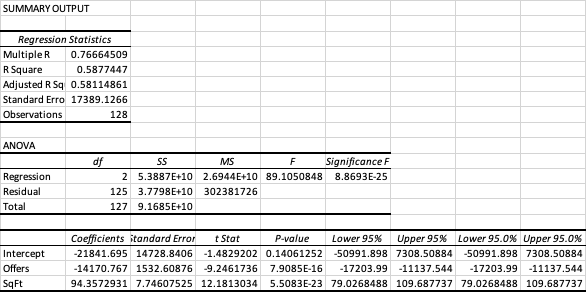 SUMMARY OUTPUT
Regression Statistics
Multiple R 0.76664509
R Square 0.5877447
Adjusted R Sq 0.58114861
Standard Erro 17389.1266
Observations 128
ANOVA
df SS MS F Significance F
Regression 2 5.3887E+10 2.6944E+10 89.1050848 8.8693E-25
Residual 125 3.7798E+10 302381726
Total 127 9.1685E+10
Coefficients Standard Error t Stat P-value Lower 95% Upper 95% Lower 95.0% Upper 95.0%
Intercept -21841.695 14728.8406 -1.4829202 0.14061252 -50991.898 7308.50884 -50991.898 7308.50884
Offers -14170.767 1532.60876 -9.2461736 7.9085E-16 -17203.99 -11137.544 -17203.99 -11137.544
SqFt 94.3572931 7.74607525 12.1813034 5.5083E-23 79.0268488 109.687737 79.0268488 109.687737